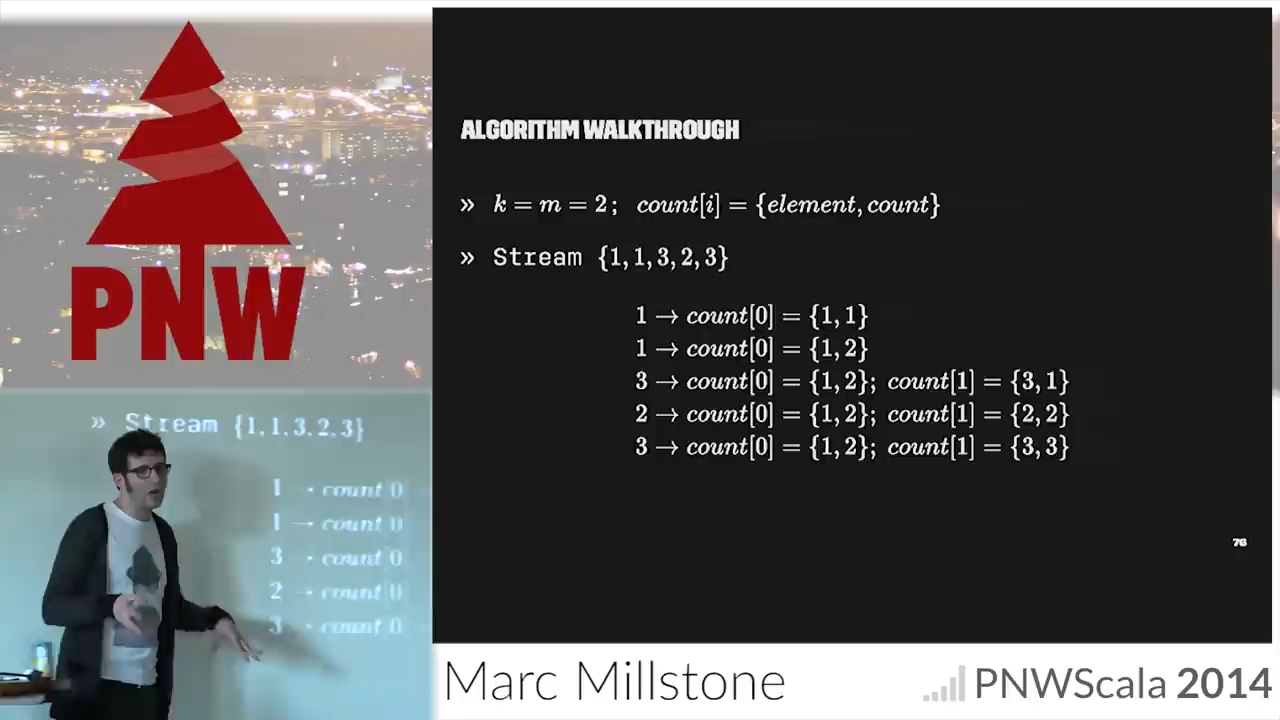 PNW
ALGORITHM WALKTHROUGH
» k = m = 2; count[i] = {element, count}
» Stream {1, 1, 3, 2, 3}
1 → count[0] = {1, 1}
1 → count[0] = {1, 2}
3 → count[0] = {1, 2}; count[1] = {3, 1}
2 → count[0] = {1, 2}; count[1] = {2, 2}
3 → count[0] = {1, 2}; count[1] = {3, 3}
76
» Stream {1, 1, 3, 2, 3}
1 → count 0
1 → count 0
3 → count 0
2 → count 0
3 → count 0
Marc Millstone
PNWScala 2014